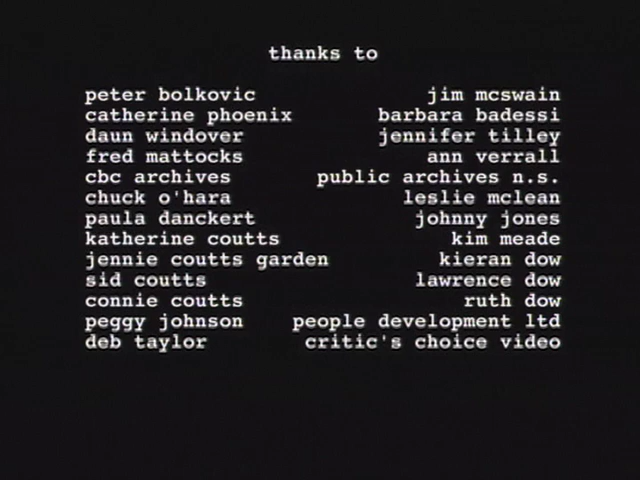 thanks to
peter bolkovic jim mcswain
catherine phoenix barbara badessi
daun windover jennifer tilley
fred mattocks ann verrall
cbc archives public archives n.s.
chuck o'hara leslie mclean
paula danckert johnny jones
katherine coutts kim meade
jennie coutts garden kieran dow
sid coutts lawrence dow
connie coutts ruth dow
peggy johnson people development ltd
deb taylor critic's choice video